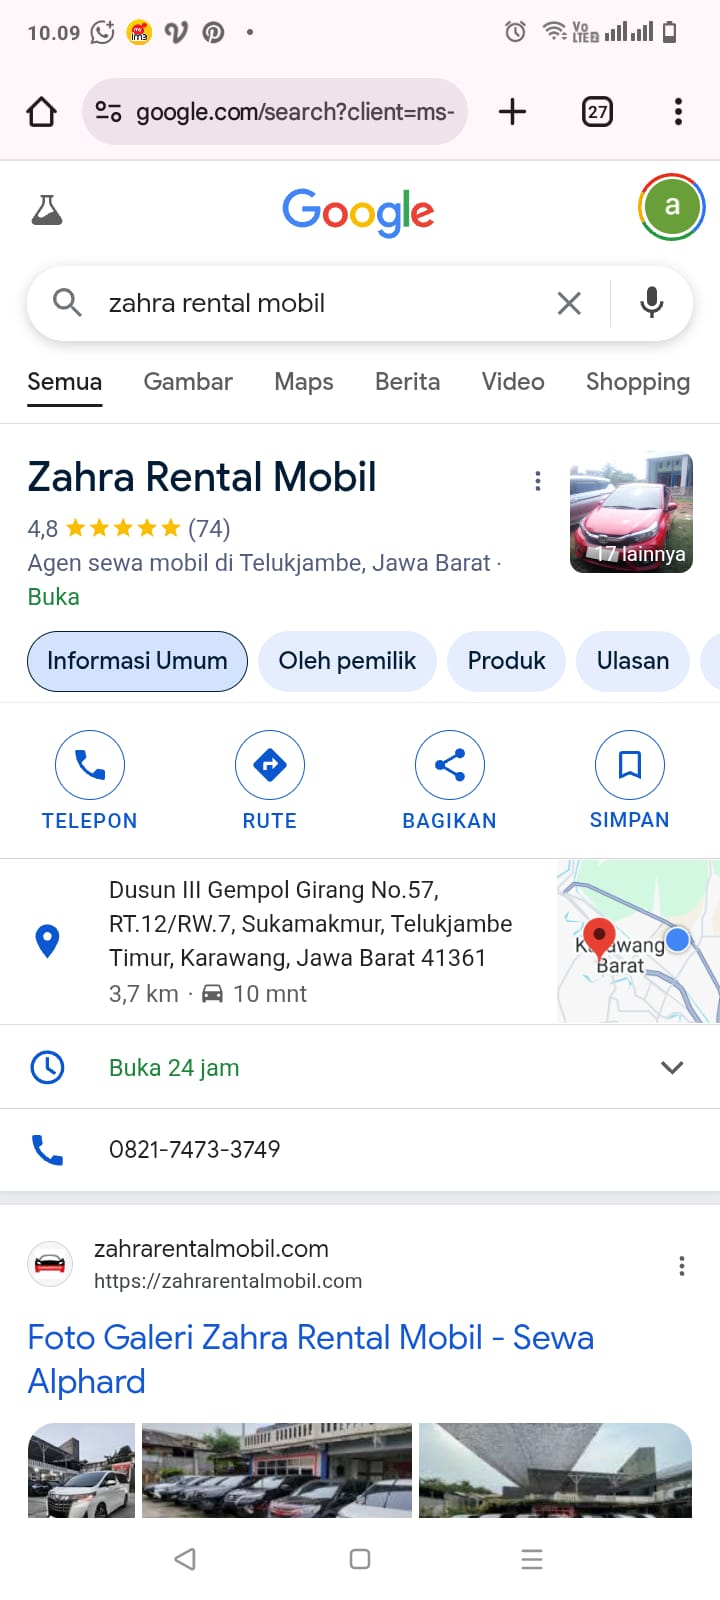 10.09
VO
LTE2
google.com/search?client=ms-
27
Google
a
zahra rental mobil
Semua Gambar Maps Berita Video Shopping
Zahra Rental Mobil
4,8 (74)
Agen sewa mobil di Telukjambe, Jawa Barat ·
Buka
17 lainnya
Informasi Umum Oleh pemilik Produk Ulasan
TELEPON RUTE BAGIKAN SIMPAN
Dusun III Gempol Girang No.57,
RT.12/RW.7, Sukamakmur, Telukjambe
Timur, Karawang, Jawa Barat 41361
3,7 km · 10 mnt
Barat
Buka 24 jam
0821-7473-3749
zahrarentalmobil.com
https://zahrarentalmobil.com
Foto Galeri Zahra Rental Mobil - Sewa
Alphard